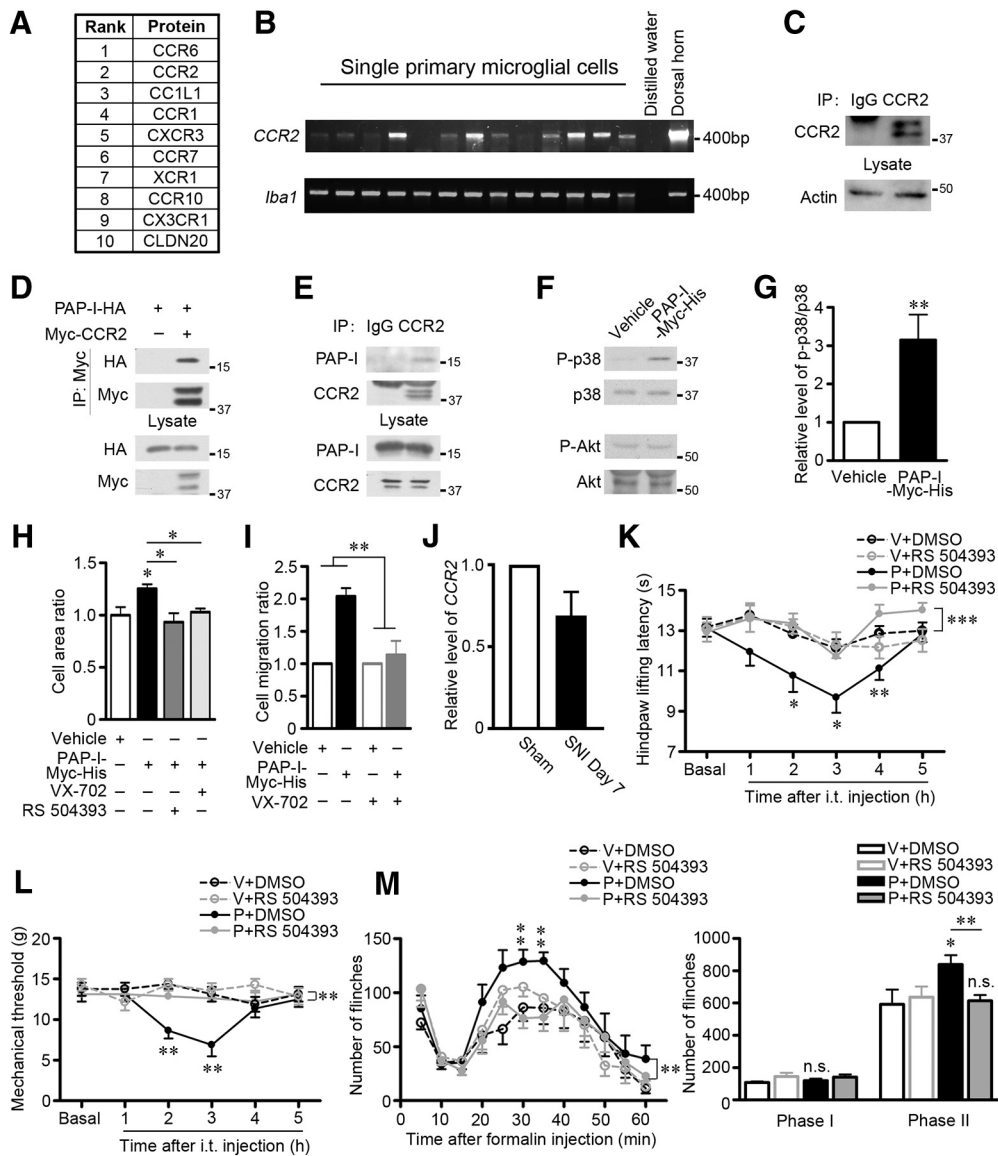 A
Rank Protein
1 CCR6
2 CCR2
3 CC1L1
4 CCR1
5 CXCR3
6 CCR7
7 XCR1
8 CCR10
9 CX3CR1
10 CLDN20
B
Single primary microglial cells
Distilled water
Dorsal horn
CCR2
400bp
Iba1
400bp
C
IP: IgG CCR2
CCR2
37
Lysate
Actin
50
D
PAP-I-HA + +
Myc-CCR2 − +
IP: Myc
HA
15
Myc
37
Lysate
HA
15
Myc
37
E
IP: IgG CCR2
PAP-I
15
CCR2
37
Lysate
PAP-I
15
CCR2
37
F
Vehicle
PAP-I
-Myc-His
P-p38
37
p38
37
P-Akt
50
Akt
50
G
Relative level of p-p38/p38
4
3
2
1
0
**
Vehicle
PAP-I
-Myc-His
H
Cell area ratio
1.5
1.0
0.5
0
*
*
*
Vehicle + − − −
PAP-I-
Myc-His
− + + +
VX-702 − − − +
RS 504393 − − + −
I
Cell migration ratio
2.5
2.0
1.5
1.0
0.5
0
**
Vehicle + − + −
PAP-I-
Myc-His
− + − +
VX-702 − − + +
J
Relative level of CCR2
1.0
0.5
0
Sham
SNI Day 7
K
V+DMSO
V+RS 504393
P+DMSO
P+RS 504393
Hindpaw lifting latency (s)
15
13
11
9
7
*
*
**
***
Basal 1 2 3 4 5
Time after i.t. injection (h)
L
V+DMSO
V+RS 504393
P+DMSO
P+RS 504393
Mechanical threshold (g)
20
15
10
5
0
**
**
**
Basal 1 2 3 4 5
Time after i.t. injection (h)
M
V+DMSO
V+RS 504393
P+DMSO
P+RS 504393
Number of flinches
150
100
50
0
* *
* *
**
0 10 20 30 40 50 60
Time after formalin injection (min)
V+DMSO
V+RS 504393
P+DMSO
P+RS 504393
Number of flinches
1000
800
600
400
200
0
n.s.
*
**
n.s.
Phase I Phase II